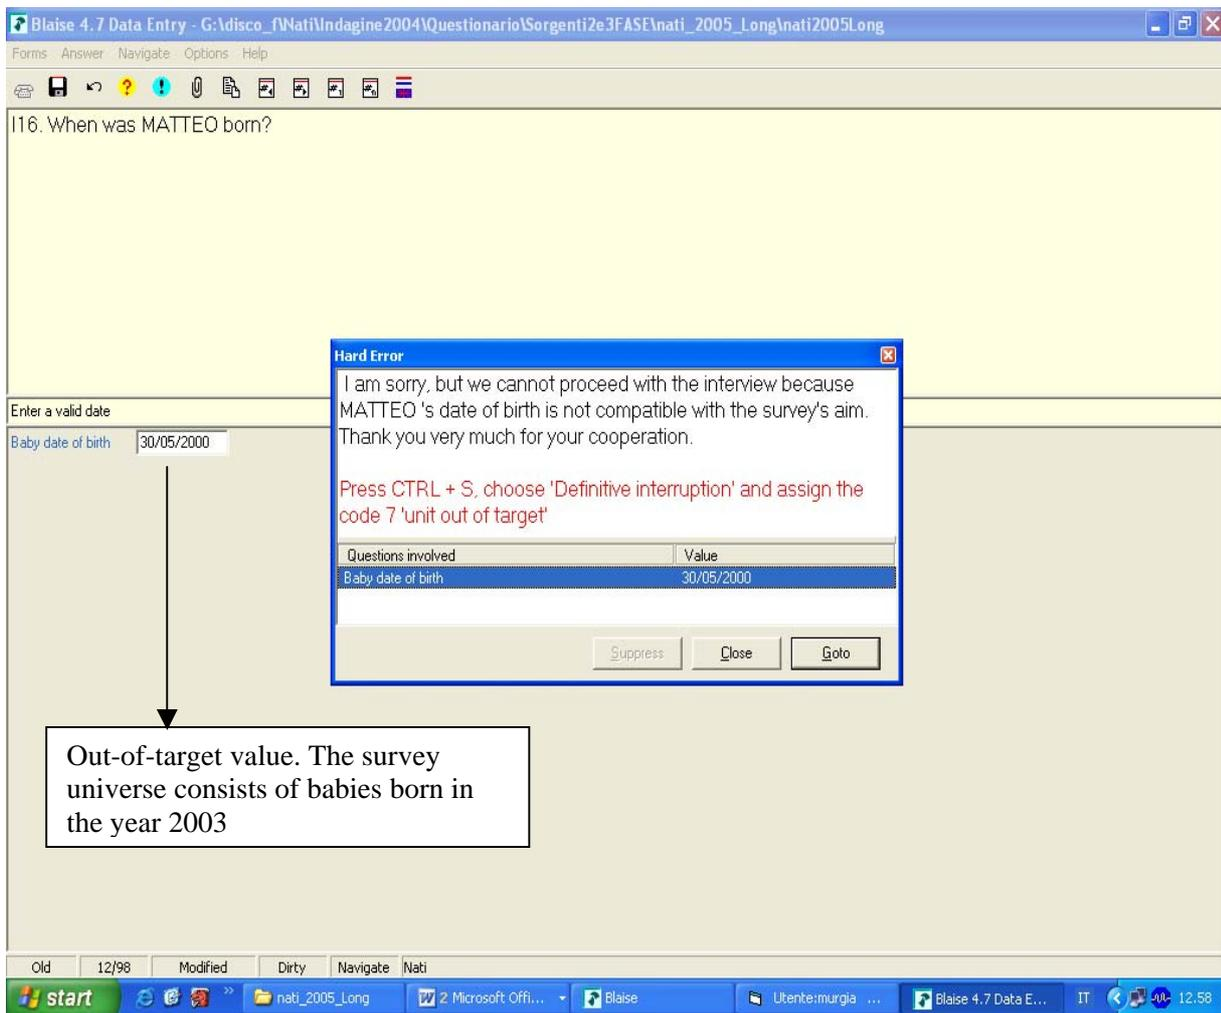 Blaise 4.7 Data Entry - G:\disco_f\Nati\Indagine2004\Questionario\Sorgenti2e3FASE\nati_2005_Long\nati2005Long
Forms Answer Navigate Options Help
I16. When was MATTEO born?
Hard Error
I am sorry, but we cannot proceed with the interview because
MATTEO 's date of birth is not compatible with the survey's aim.
Thank you very much for your cooperation.
Press CTRL + S, choose 'Definitive interruption' and assign the
code 7 'unit out of target'
Questions involved Value
Baby date of birth 30/05/2000
Suppress Close Goto
Enter a valid date
Baby date of birth 30/05/2000
Out-of-target value. The survey
universe consists of babies born in
the year 2003
Old 12/98 Modified Dirty Navigate Nati
start nati_2005_Long 2 Microsoft Offi... Blaise Utente:murgia ... Blaise 4.7 Data E... IT 12.58